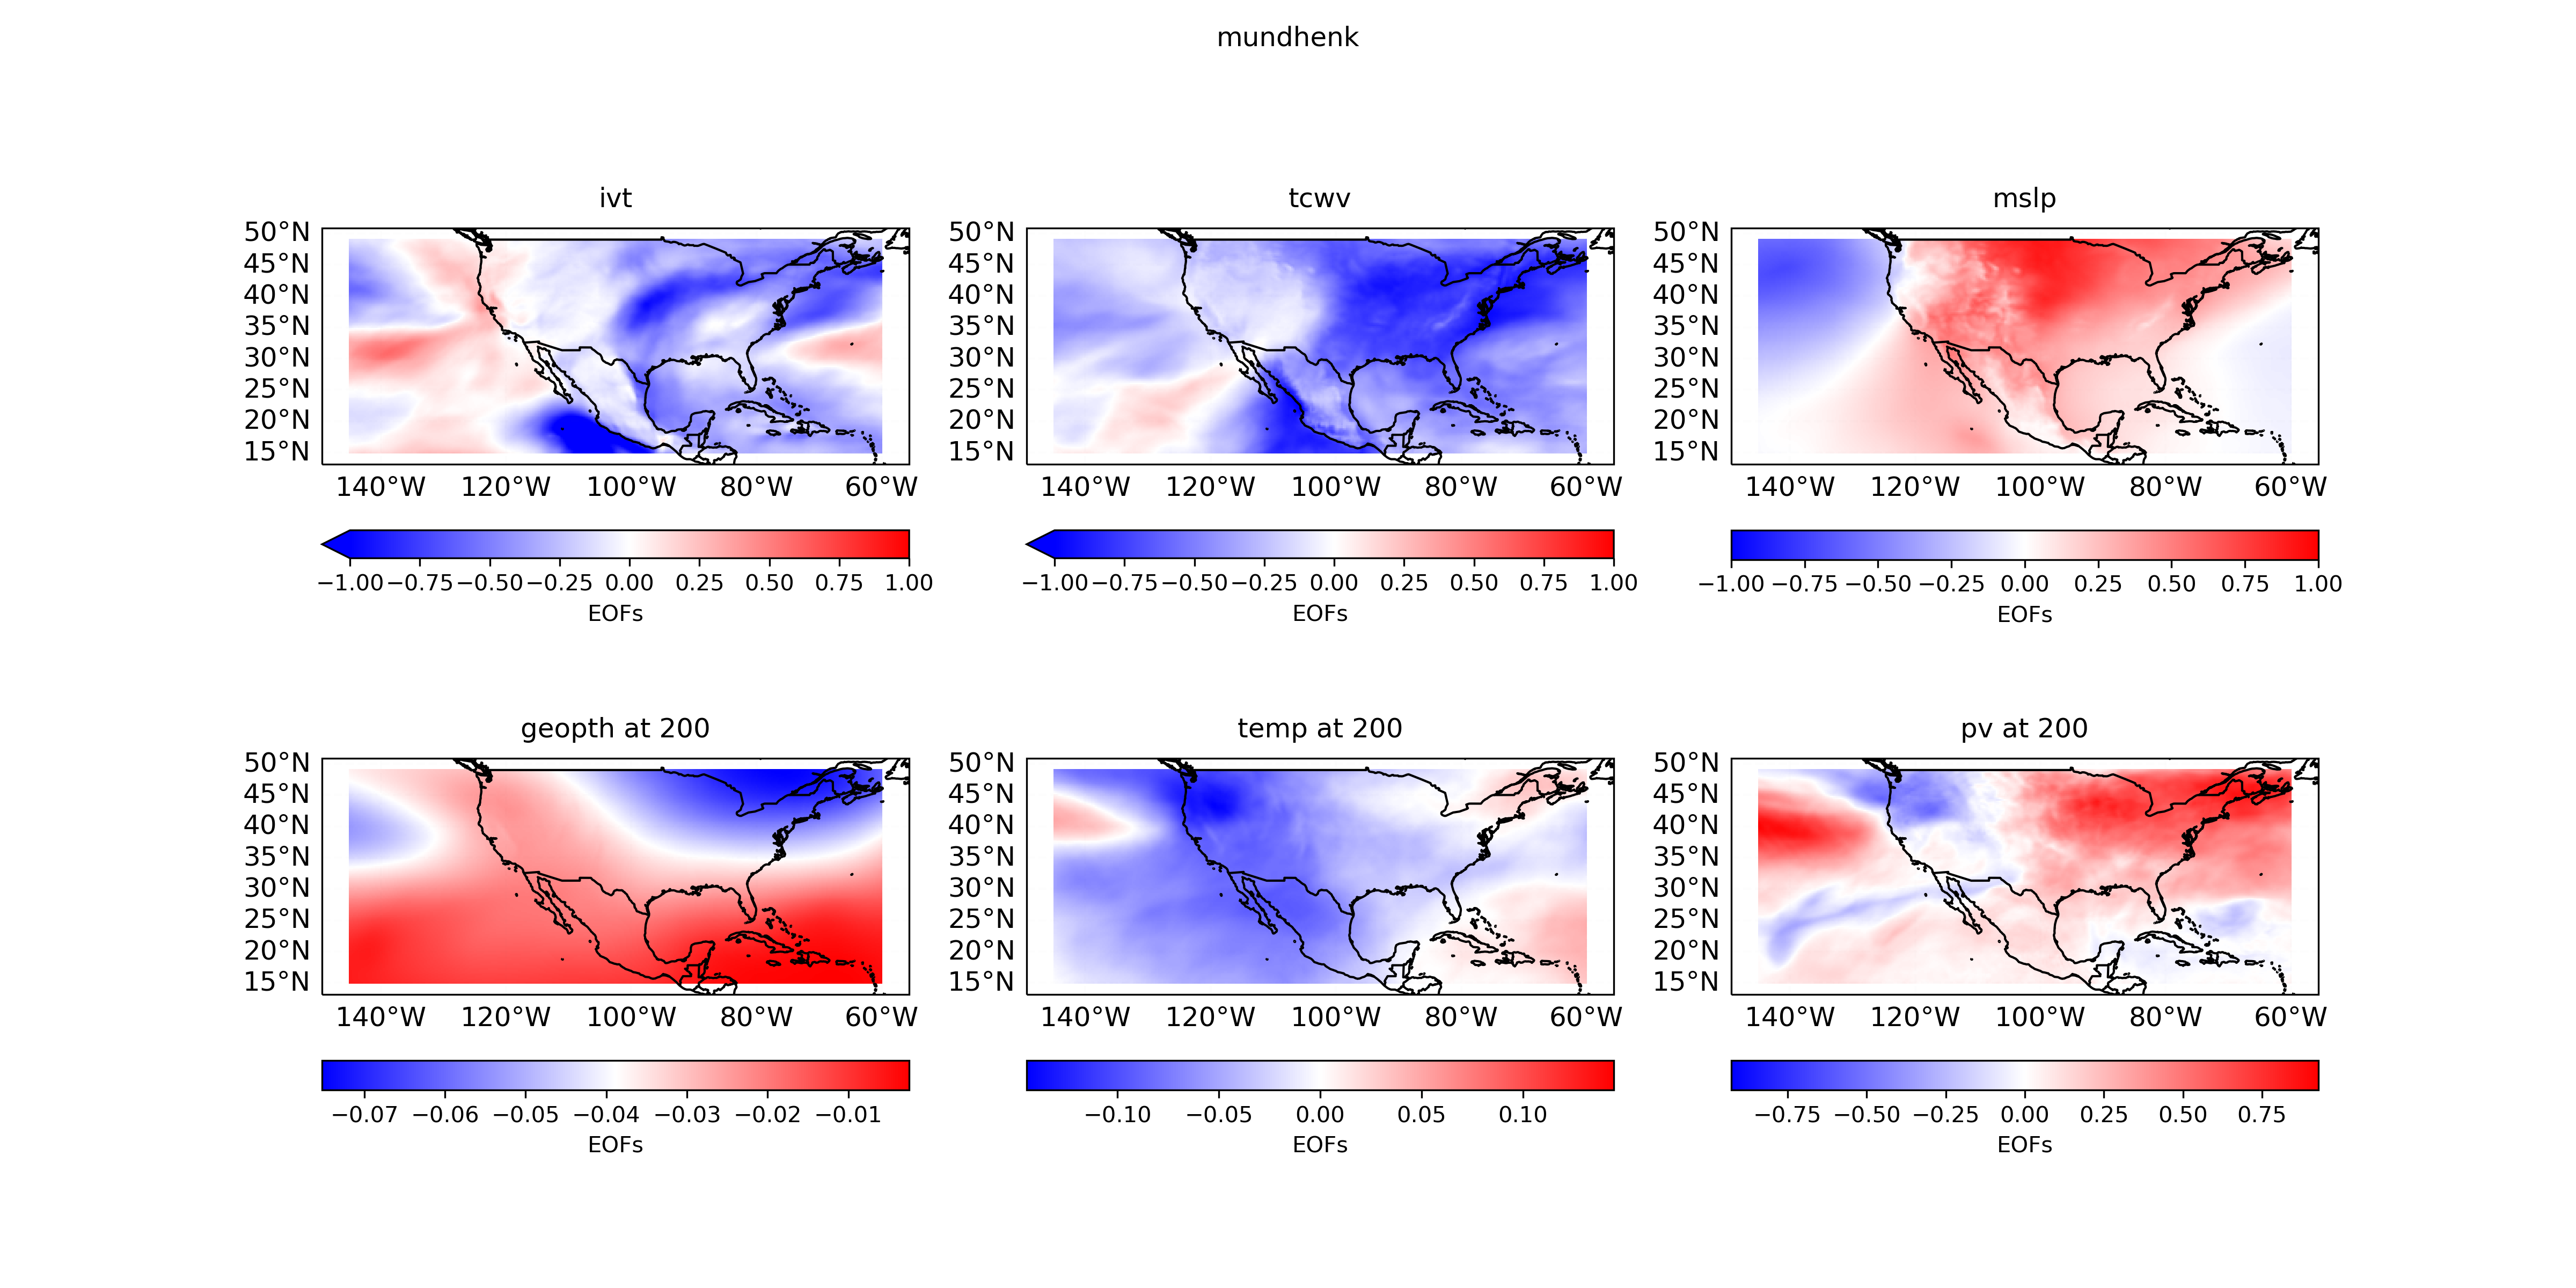 mundhenk
ivt
tcwv
mslp
50°N 50°N 50°N
45°N 45°N 45°N
40°N 40°N 40°N
35°N 35°N 35°N
30°N 30°N 30°N
25°N 25°N 25°N
20°N 20°N 20°N
15°N 15°N 15°N
140°W 120°W 100°W 80°W 60°W 140°W 120°W 100°W 80°W 60°W 140°W 120°W 100°W 80°W 60°W
−1.00 −0.75 −0.50 −0.25 0.00 0.25 0.50 0.75 1.00 −1.00 −0.75 −0.50 −0.25 0.00 0.25 0.50 0.75 1.00 −1.00 −0.75 −0.50 −0.25 0.00 0.25 0.50 0.75 1.00
EOFs EOFs EOFs
geopth at 200
temp at 200
pv at 200
50°N 50°N 50°N
45°N 45°N 45°N
40°N 40°N 40°N
35°N 35°N 35°N
30°N 30°N 30°N
25°N 25°N 25°N
20°N 20°N 20°N
15°N 15°N 15°N
140°W 120°W 100°W 80°W 60°W 140°W 120°W 100°W 80°W 60°W 140°W 120°W 100°W 80°W 60°W
−0.07 −0.06 −0.05 −0.04 −0.03 −0.02 −0.01 −0.10 −0.05 0.00 0.05 0.10 −0.75 −0.50 −0.25 0.00 0.25 0.50 0.75
EOFs EOFs EOFs